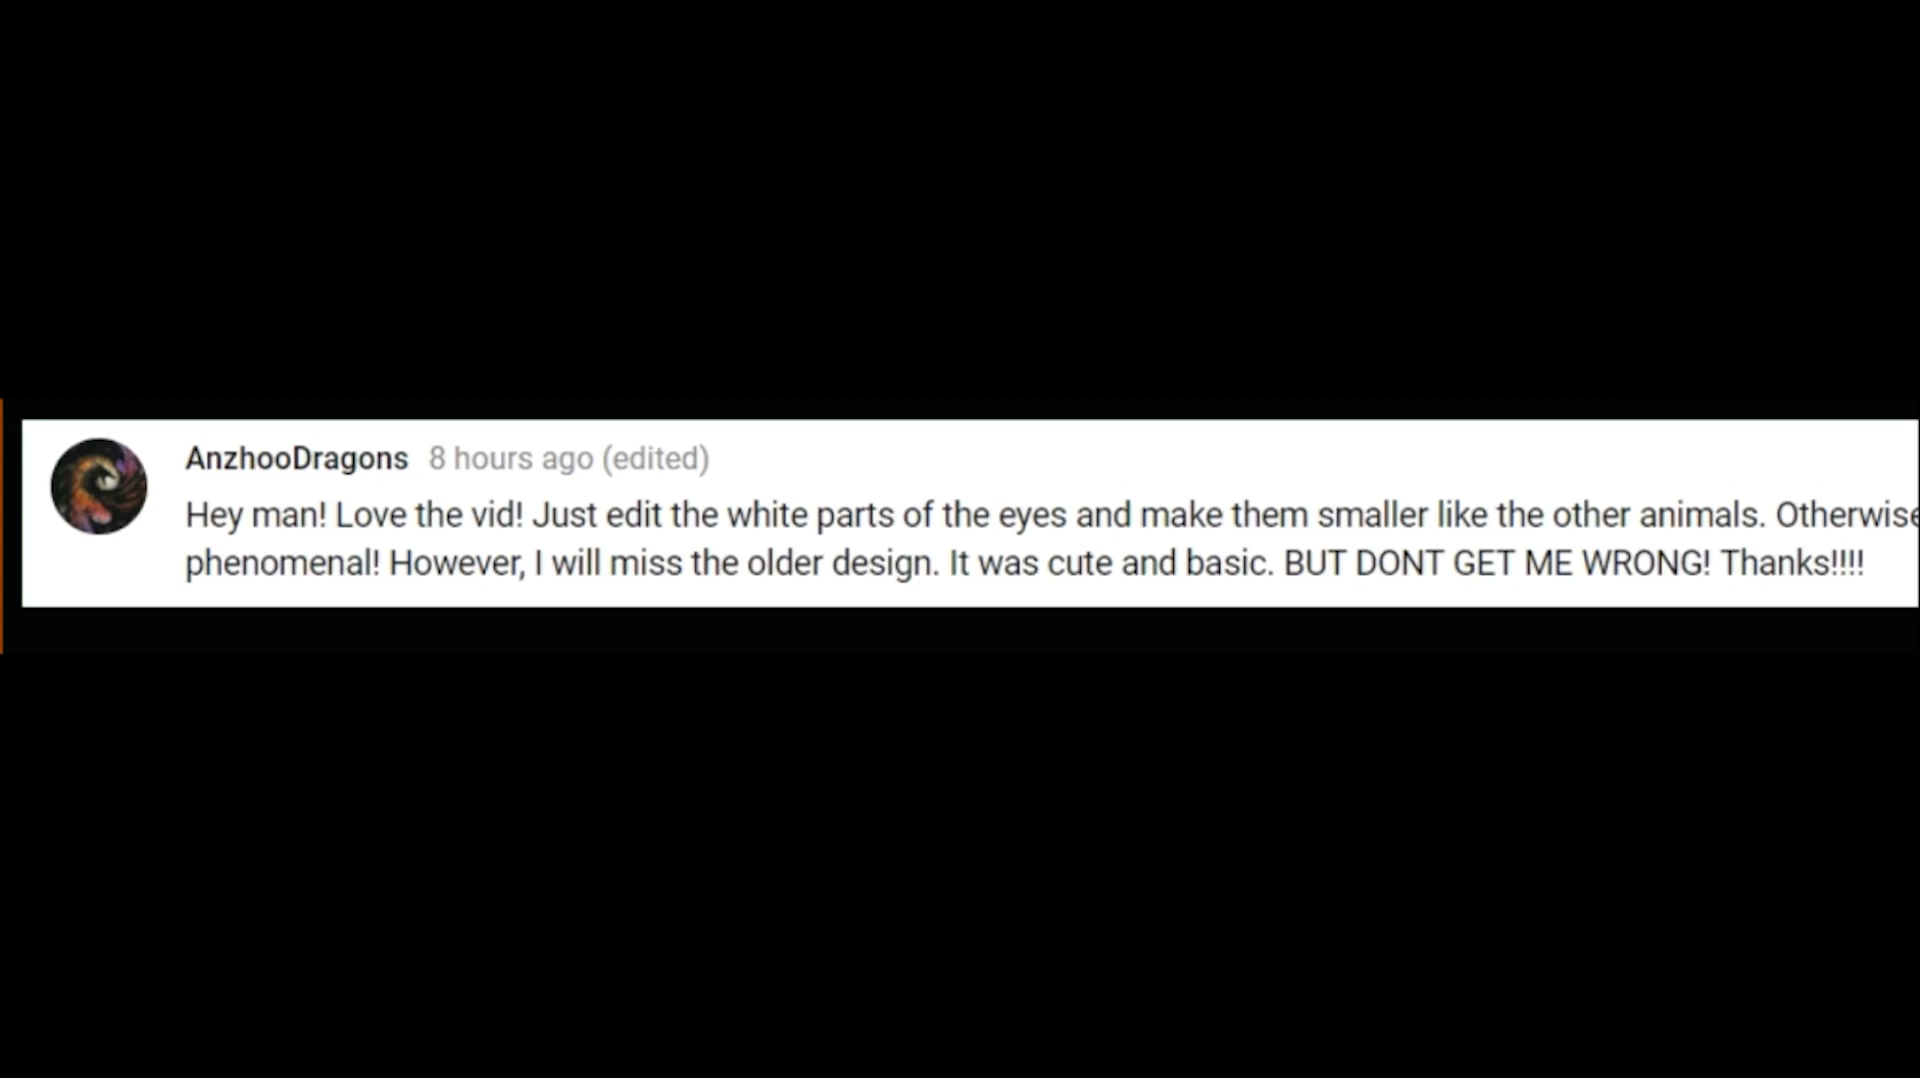 AnzhooDragons 8 hours ago (edited)
Hey man! Love the vid! Just edit the white parts of the eyes and make them smaller like the other animals. Otherwise
phenomenal! However, I will miss the older design. It was cute and basic. BUT DONT GET ME WRONG! Thanks!!!!